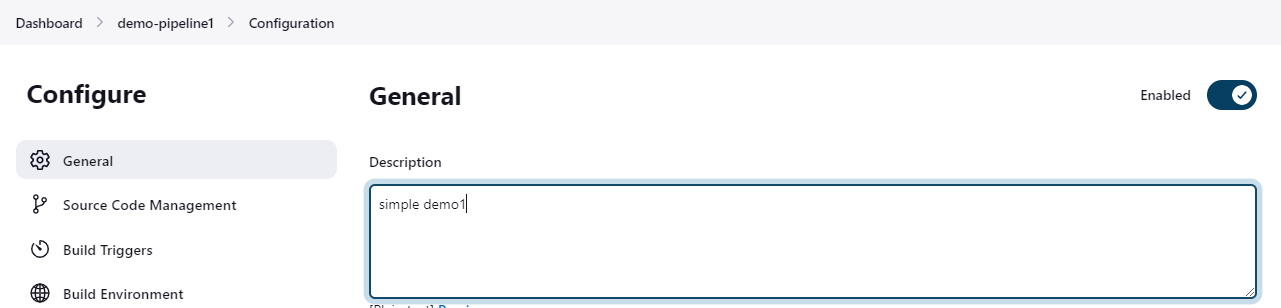 Dashboard > demo-pipeline1 > Configuration
Configure
General
Source Code Management
Build Triggers
Build Environment
General
Enabled
Description
simple demo1